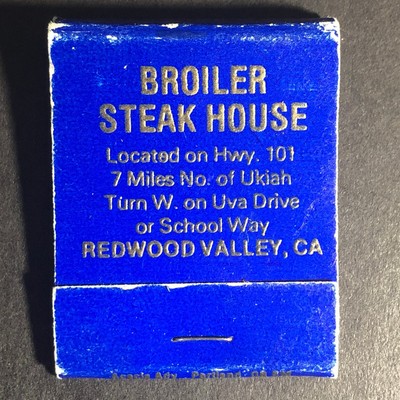 BROILER
STEAK HOUSE
Located on Hwy. 101
7 Miles No. of Ukiah
Turn W. on Uva Drive
or School Way
REDWOOD VALLEY, CA